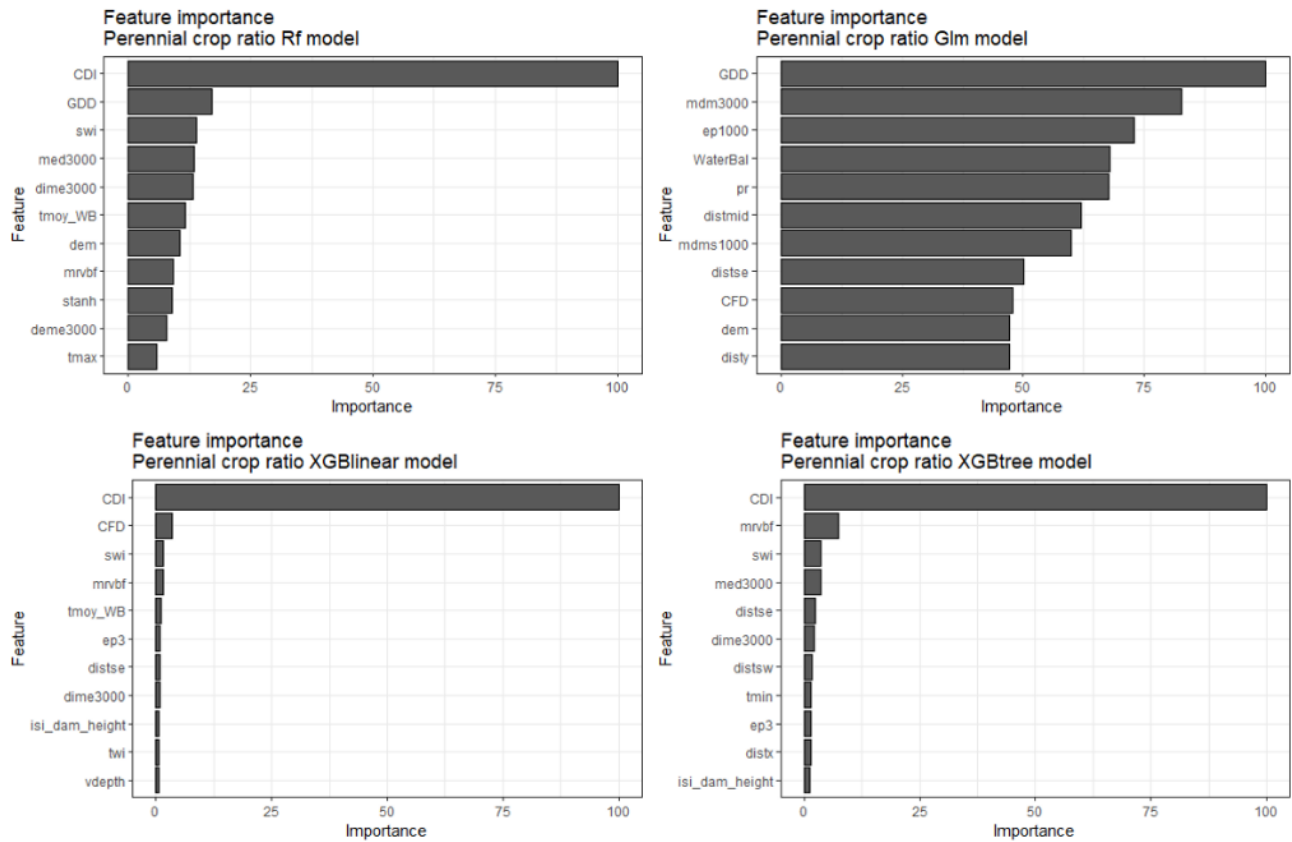 Feature importance
Perennial crop ratio Rf model
Feature
CDI
GDD
swi
med3000
dime3000
tmoy_WB
dem
mrvbf
stanh
deme3000
tmax
0 25 50 75 100
Importance
Feature importance
Perennial crop ratio Glm model
Feature
GDD
mdm3000
ep1000
WaterBal
pr
distmid
mdms1000
distse
CFD
dem
disty
0 25 50 75 100
Importance
Feature importance
Perennial crop ratio XGBlinear model
Feature
CDI
CFD
swi
mrvbf
tmoy_WB
ep3
distse
dime3000
isi_dam_height
twi
vdepth
0 25 50 75 100
Importance
Feature importance
Perennial crop ratio XGBtree model
Feature
CDI
mrvbf
swi
med3000
distse
dime3000
distsw
tmin
ep3
distx
isi_dam_height
0 25 50 75 100
Importance